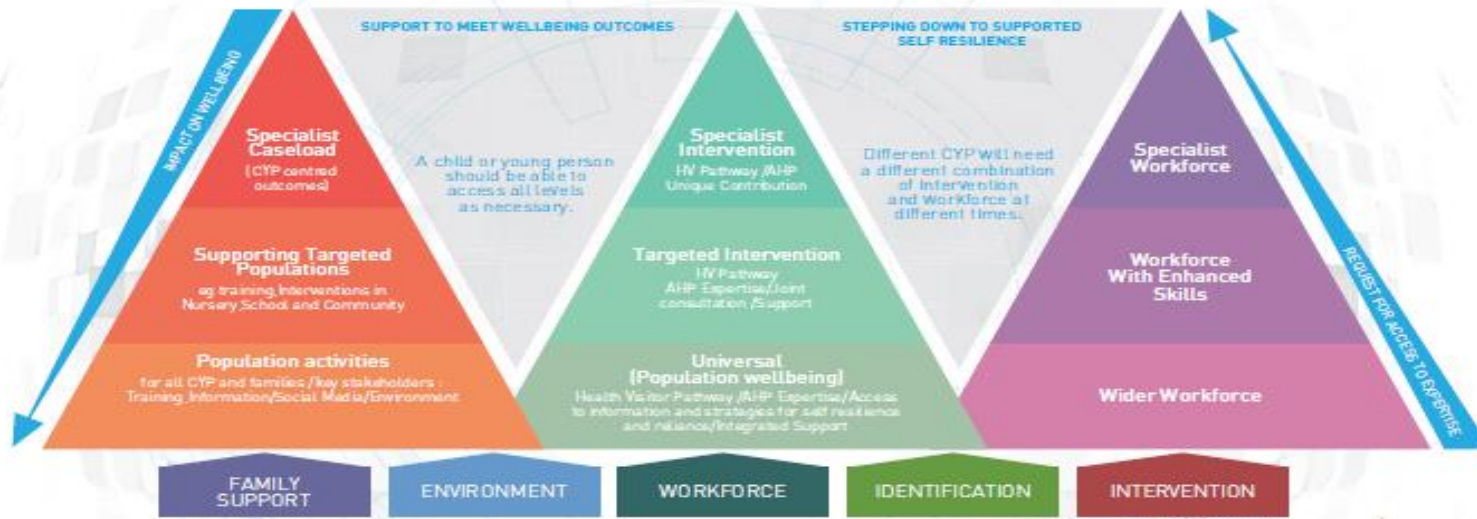 SUPPORT TO MEET WELLBEING OUTCOMES
STEPPING DOWN TO SUPPORTED
SELF RESILIENCE
IMPACT ON WELLBEING
Specialist
Caseload
(CYP centred
outcomes)
A child or young person
should be able to
access all levels
as necessary.
Specialist
Intervention
HV Pathway /AHP
Unique Contribution
Different CYP will need
a different combination
of Intervention
and Workforce at
different times.
Specialist
Workforce
Supporting Targeted
Populations
eg training,Interventions in
Nursery,School and Community
Targeted Intervention
HV Pathway
AHP Expertise/Joint
consultation /Support
Workforce
With Enhanced
Skills
REQUEST FOR ACCESS TO EXPERTISE
Population activities
for all CYP and families /key stakeholders :
Training,Information/Social Media/Environment
Universal
(Population wellbeing)
Health Visitor Pathway /AHP Expertise/Access
to information and strategies for self resilience
and reliance/Integrated Support
Wider Workforce
FAMILY
SUPPORT
ENVIRONMENT
WORKFORCE
IDENTIFICATION
INTERVENTION